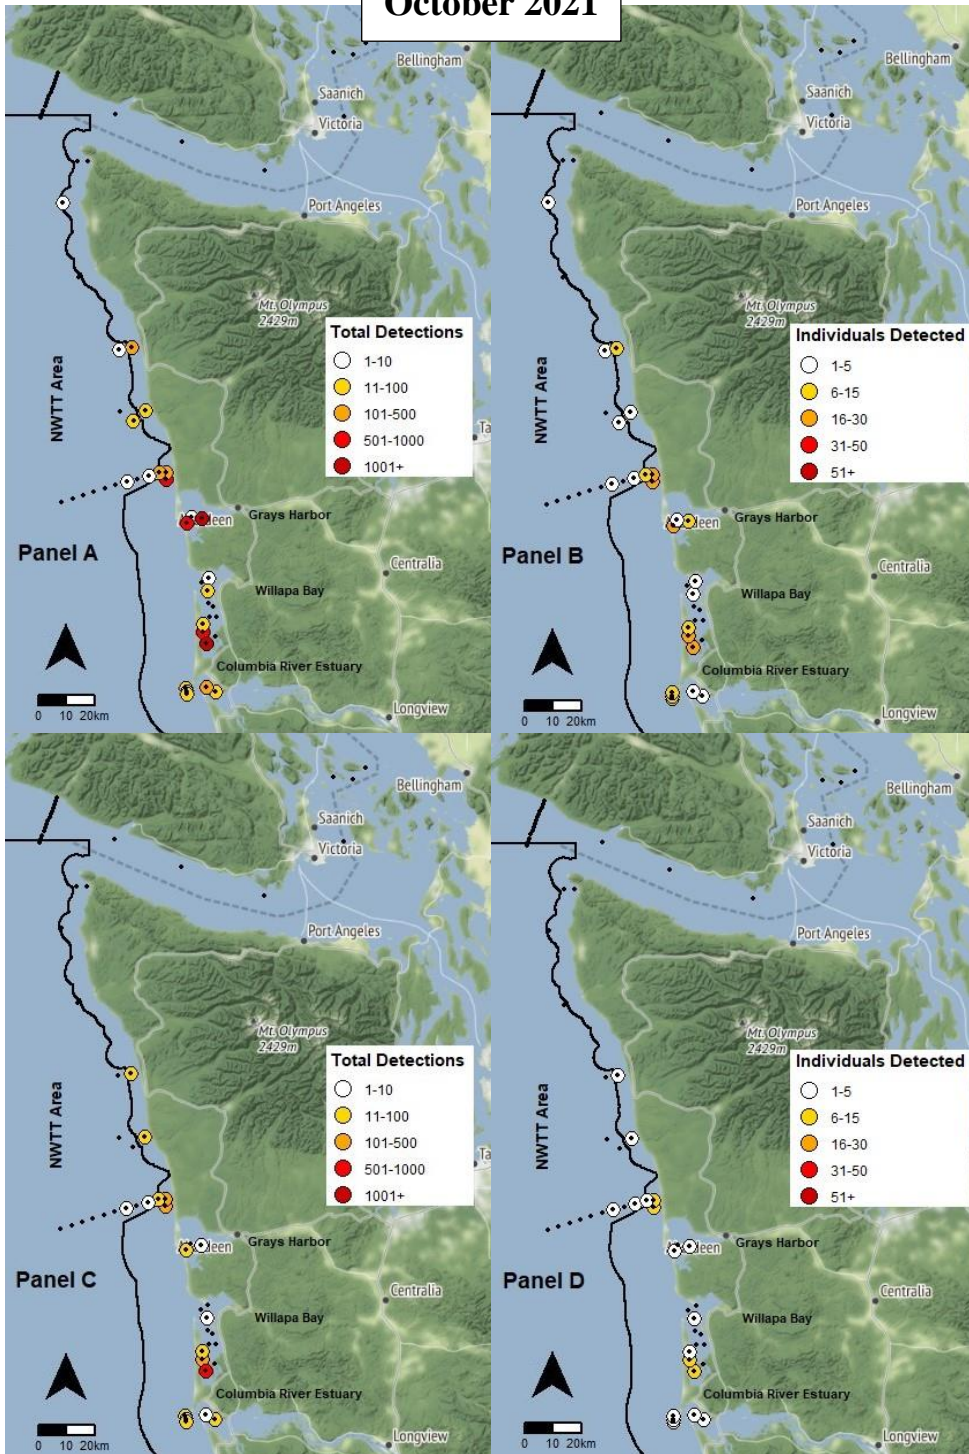 October 2021
Bellingham
Saanich
Victoria
Port Angeles
Mt. Olympus
2429m
Total Detections
1-10
11-100
101-500
501-1000
1001+
NWTT Area
Ta
Grays Harbor
Panel A
Centralia
Willapa Bay
Columbia River Estuary
0 10 20km
Longview
Bellingham
Saanich
Victoria
Port Angeles
Mt. Olympus
2429m
Individuals Detected
1-5
6-15
16-30
31-50
51+
NWTT Area
Grays Harbor
Panel B
Centralia
Willapa Bay
Columbia River Estuary
0 10 20km
Longview
Bellingham
Saanich
Victoria
Port Angeles
Mt. Olympus
2429m
Total Detections
1-10
11-100
101-500
501-1000
1001+
NWTT Area
Ta
Grays Harbor
Panel C
Centralia
Willapa Bay
Columbia River Estuary
0 10 20km
Longview
Bellingham
Saanich
Victoria
Port Angeles
Mt. Olympus
2429m
Individuals Detected
1-5
6-15
16-30
31-50
51+
NWTT Area
Grays Harbor
Panel D
Centralia
Willapa Bay
Columbia River Estuary
0 10 20km
Longview